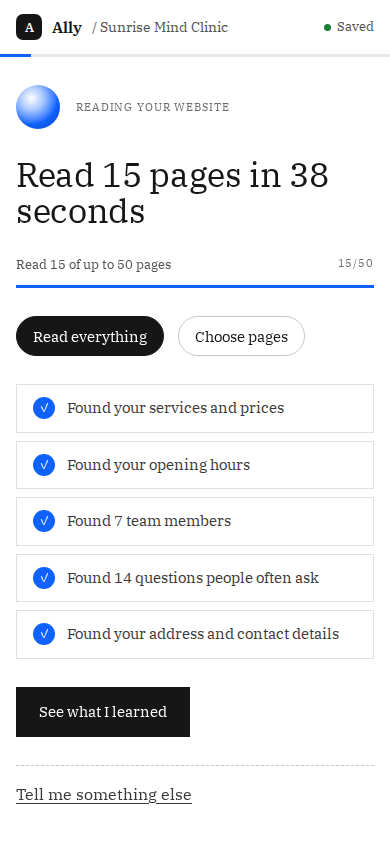 A Ally / Sunrise Mind Clinic Saved
READING YOUR WEBSITE
Read 15 pages in 38
seconds
Read 15 of up to 50 pages 15/50
Read everything Choose pages
Found your services and prices
Found your opening hours
Found 7 team members
Found 14 questions people often ask
Found your address and contact details
See what I learned
Tell me something else